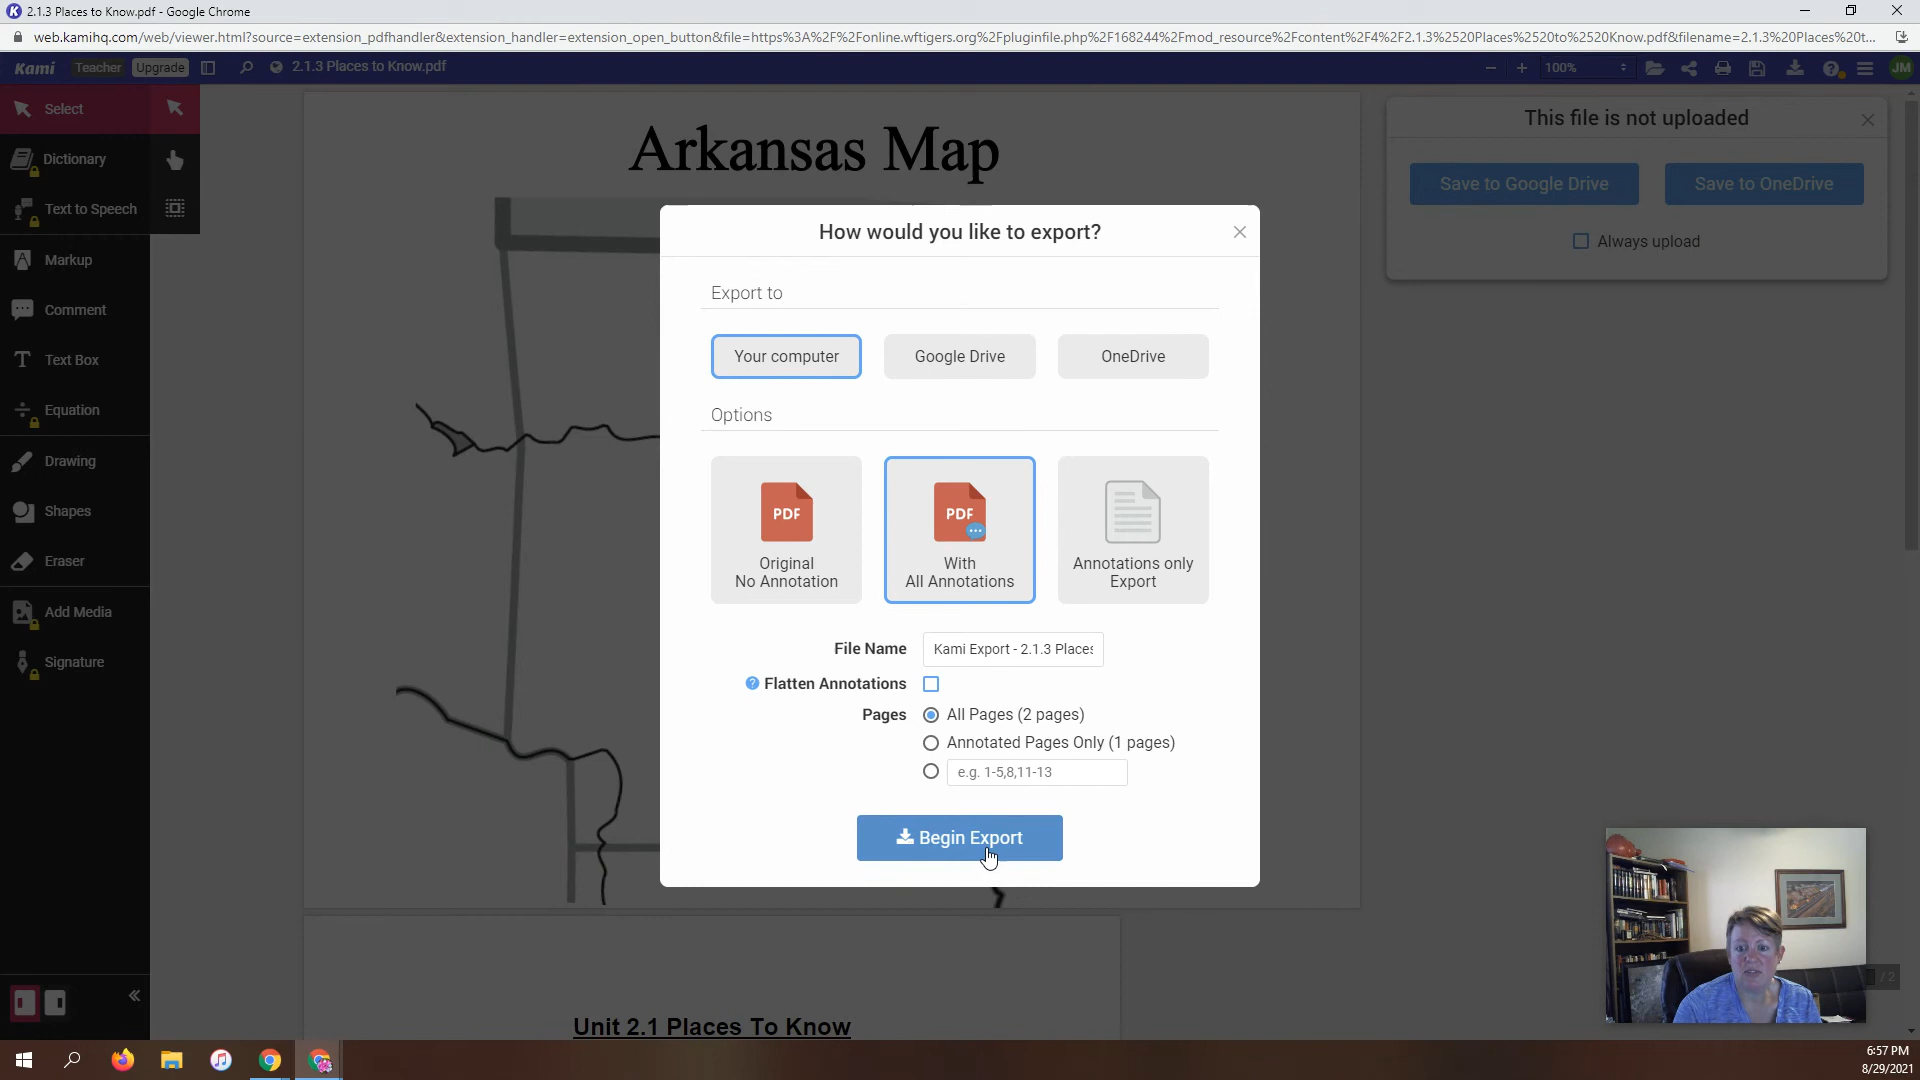 2.1.3 Places to Know.pdf - Google Chrome
web.kamihq.com/web/viewer.html?source=extension_pdfhandler&extension_handler=extension_open_button&file=https%3A%2F%2Fonline.wftigers.org%2Fpluginfile.php%2F168244%2Fmod_resource%2Fcontent%2F4%2F2.1.3%2520Places%2520to%2520Know.pdf&filename=2.1.3%20Places%20t...
Kami Teacher Upgrade 2.1.3 Places to Know.pdf 100% JM
Select
Dictionary
Text to Speech
Markup
Comment
Text Box
Equation
Drawing
Shapes
Eraser
Add Media
Signature
Arkansas Map
This file is not uploaded
Save to Google Drive Save to OneDrive
Always upload
How would you like to export?
Export to
Your computer Google Drive OneDrive
Options
PDF PDF
Original With Annotations only
No Annotation All Annotations Export
File Name Kami Export - 2.1.3 Places
Flatten Annotations
Pages All Pages (2 pages)
Annotated Pages Only (1 pages)
e.g. 1-5,8,11-13
Begin Export
/ 2
Unit 2.1 Places To Know
6:57 PM
8/29/2021